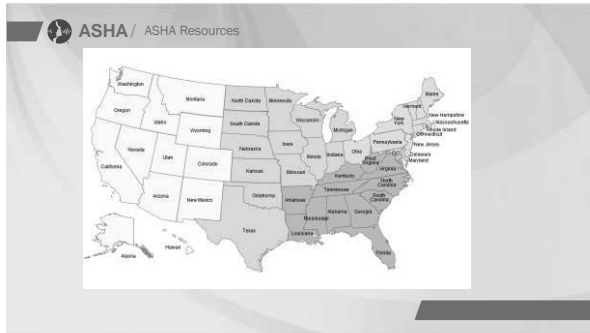 ASHA / ASHA Resources
Washington
Montana
North Dakota
Minnesota
Maine
Vermont
New Hampshire
Massachusetts
Rhode Island
Connecticut
New York
Oregon
Idaho
Wyoming
South Dakota
Wisconsin
Michigan
Pennsylvania
New Jersey
Delaware
Maryland
DC
Nevada
Utah
Colorado
Nebraska
Iowa
Illinois
Indiana
Ohio
West Virginia
Virginia
California
Kansas
Missouri
Kentucky
North Carolina
Arizona
New Mexico
Oklahoma
Arkansas
Tennessee
South Carolina
Texas
Louisiana
Mississippi
Alabama
Georgia
Florida
Alaska
Hawaii